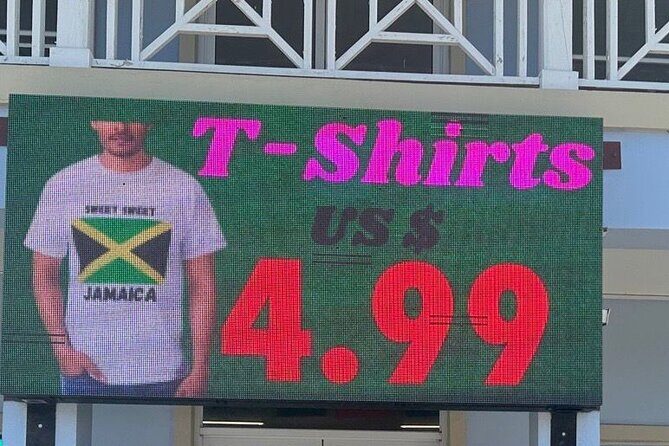 T-Shirts
US $
4.99
SWEET SWEET
JAMAICA